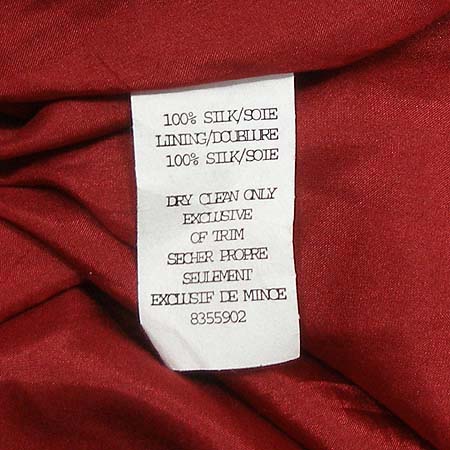 100% SILK/SOIE
LINING/DOUBLURE
100% SILK/SOIE
DRY CLEAN ONLY
EXCLUSIVE
OF TRIM
SECHER PROPRE
SEULEMENT
EXCLUSIF DE MINCE
8355902